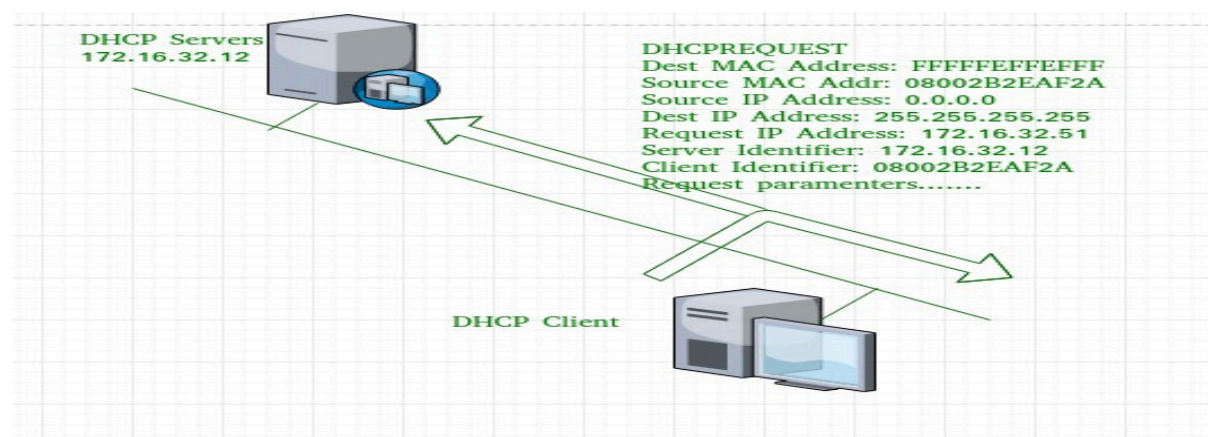 DHCP Servers
172.16.32.12
DHCPREQUEST
Dest MAC Address: FFFFFEFFEFFF
Source MAC Addr: 08002B2EAF2A
Source IP Address: 0.0.0.0
Dest IP Address: 255.255.255.255
Request IP Address: 172.16.32.51
Server Identifier: 172.16.32.12
Client Identifier: 08002B2EAF2A
Request paramenters.......
DHCP Client